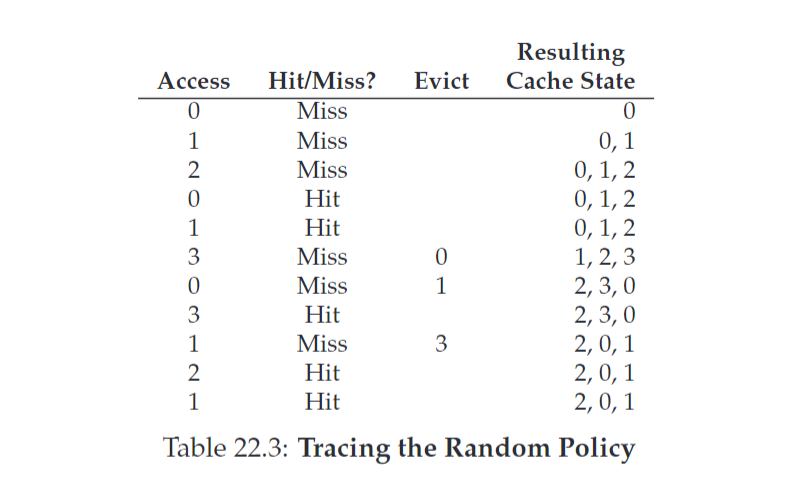 Resulting
Access Hit/Miss? Evict Cache State
0 Miss 0
1 Miss 0, 1
2 Miss 0, 1, 2
0 Hit 0, 1, 2
1 Hit 0, 1, 2
3 Miss 0 1, 2, 3
0 Miss 1 2, 3, 0
3 Hit 2, 3, 0
1 Miss 3 2, 0, 1
2 Hit 2, 0, 1
1 Hit 2, 0, 1
Table 22.3: Tracing the Random Policy